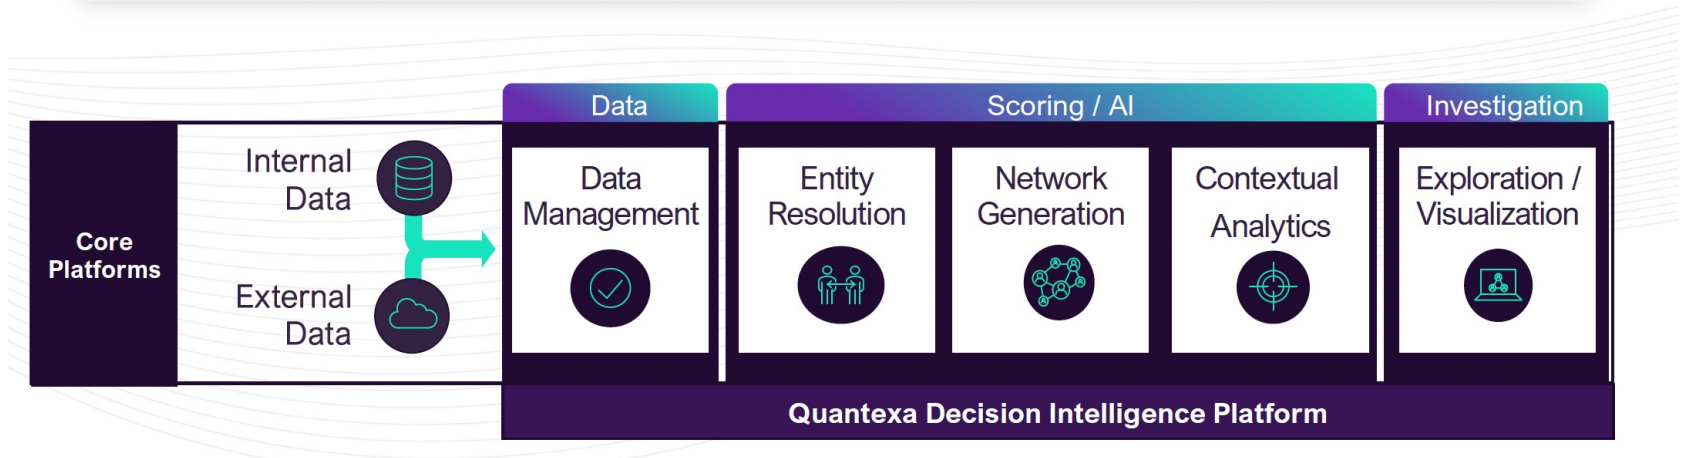 Data
Scoring / AI
Investigation
Core
Platforms
Internal
Data
External
Data
Data
Management
Entity
Resolution
Network
Generation
Contextual
Analytics
Exploration /
Visualization
Quantexa Decision Intelligence Platform